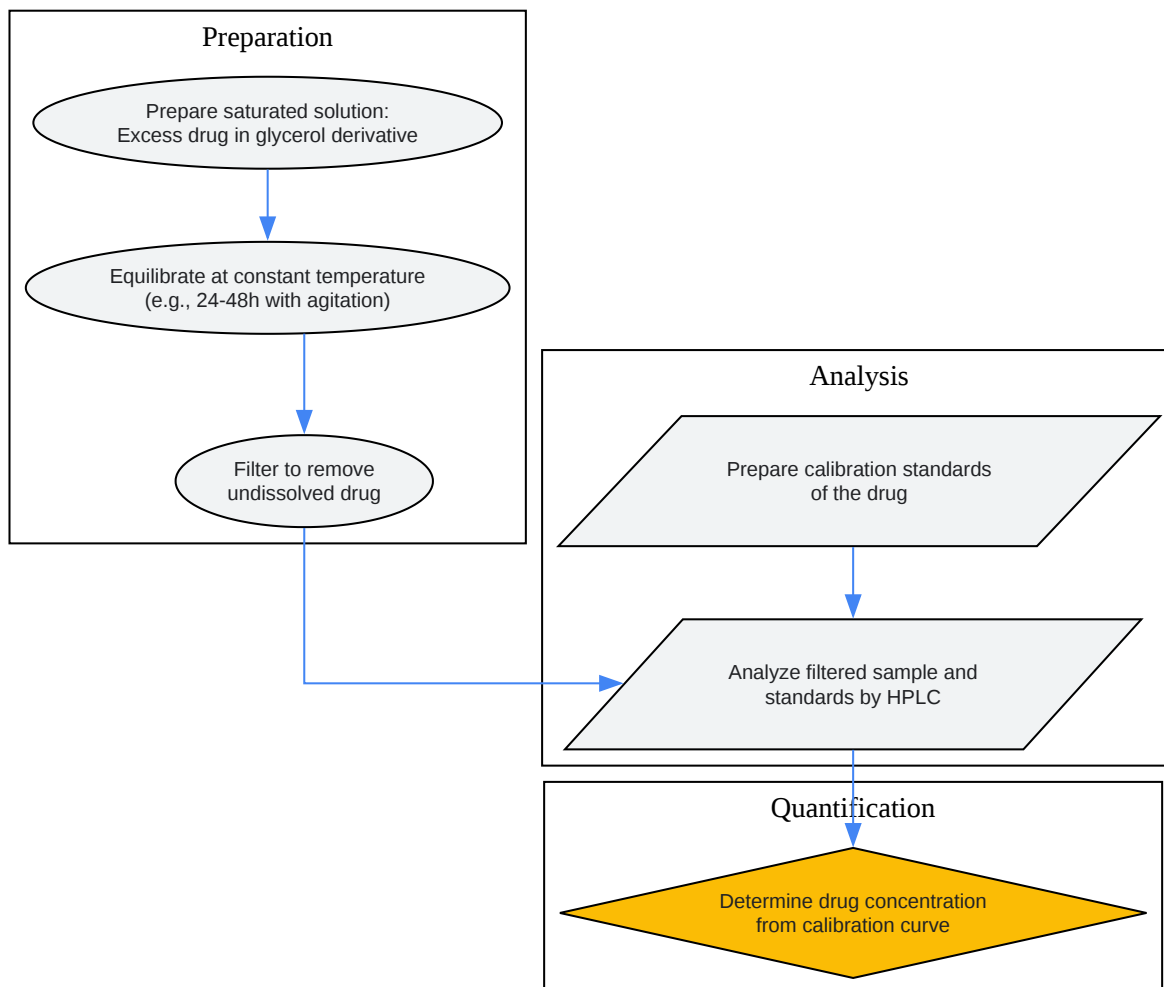 Preparation
Prepare saturated solution:
Excess drug in glycerol derivative
Equilibrate at constant temperature
(e.g., 24-48h with agitation)
Filter to remove
undissolved drug
Analysis
Prepare calibration standards
of the drug
Analyze filtered sample and
standards by HPLC
Quantification
Determine drug concentration
from calibration curve